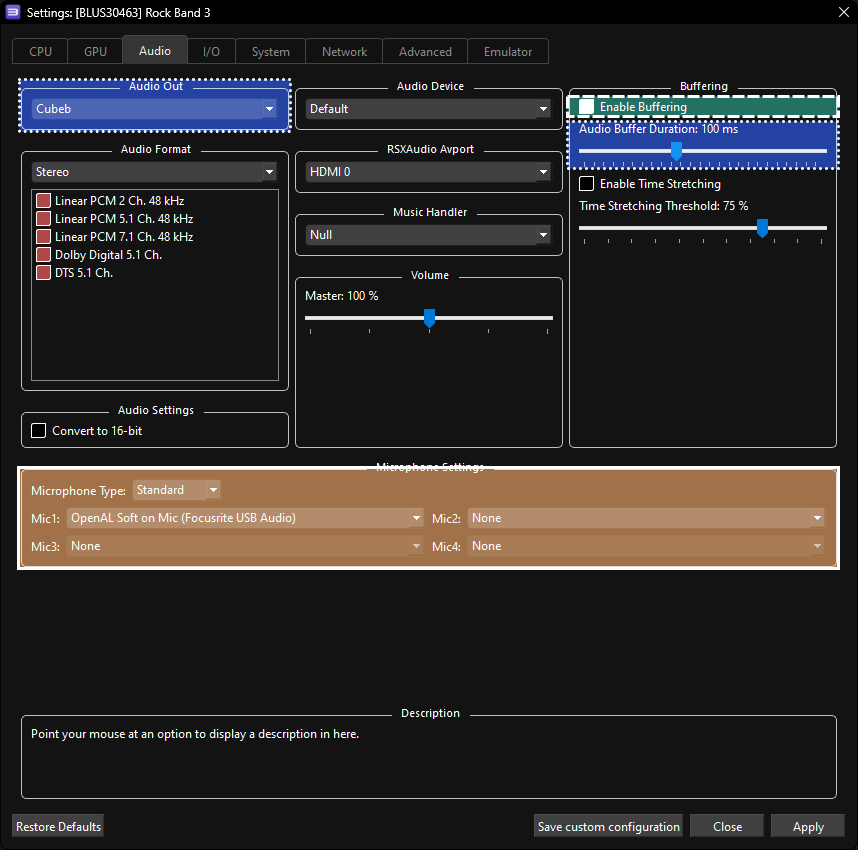 Settings: [BLUS30463] Rock Band 3
CPU GPU Audio I/O System Network Advanced Emulator
Audio Out
Cubeb
Audio Device
Default
Buffering
Enable Buffering
Audio Buffer Duration: 100 ms
Enable Time Stretching
Time Stretching Threshold: 75 %
Audio Format
Stereo
Linear PCM 2 Ch. 48 kHz
Linear PCM 5.1 Ch. 48 kHz
Linear PCM 7.1 Ch. 48 kHz
Dolby Digital 5.1 Ch.
DTS 5.1 Ch.
RSXAudio Avport
HDMI 0
Music Handler
Null
Volume
Master: 100 %
Audio Settings
Convert to 16-bit
Microphone Settings
Microphone Type: Standard
Mic1: OpenAL Soft on Mic (Focusrite USB Audio) Mic2: None
Mic3: None Mic4: None
Description
Point your mouse at an option to display a description in here.
Restore Defaults Save custom configuration Close Apply